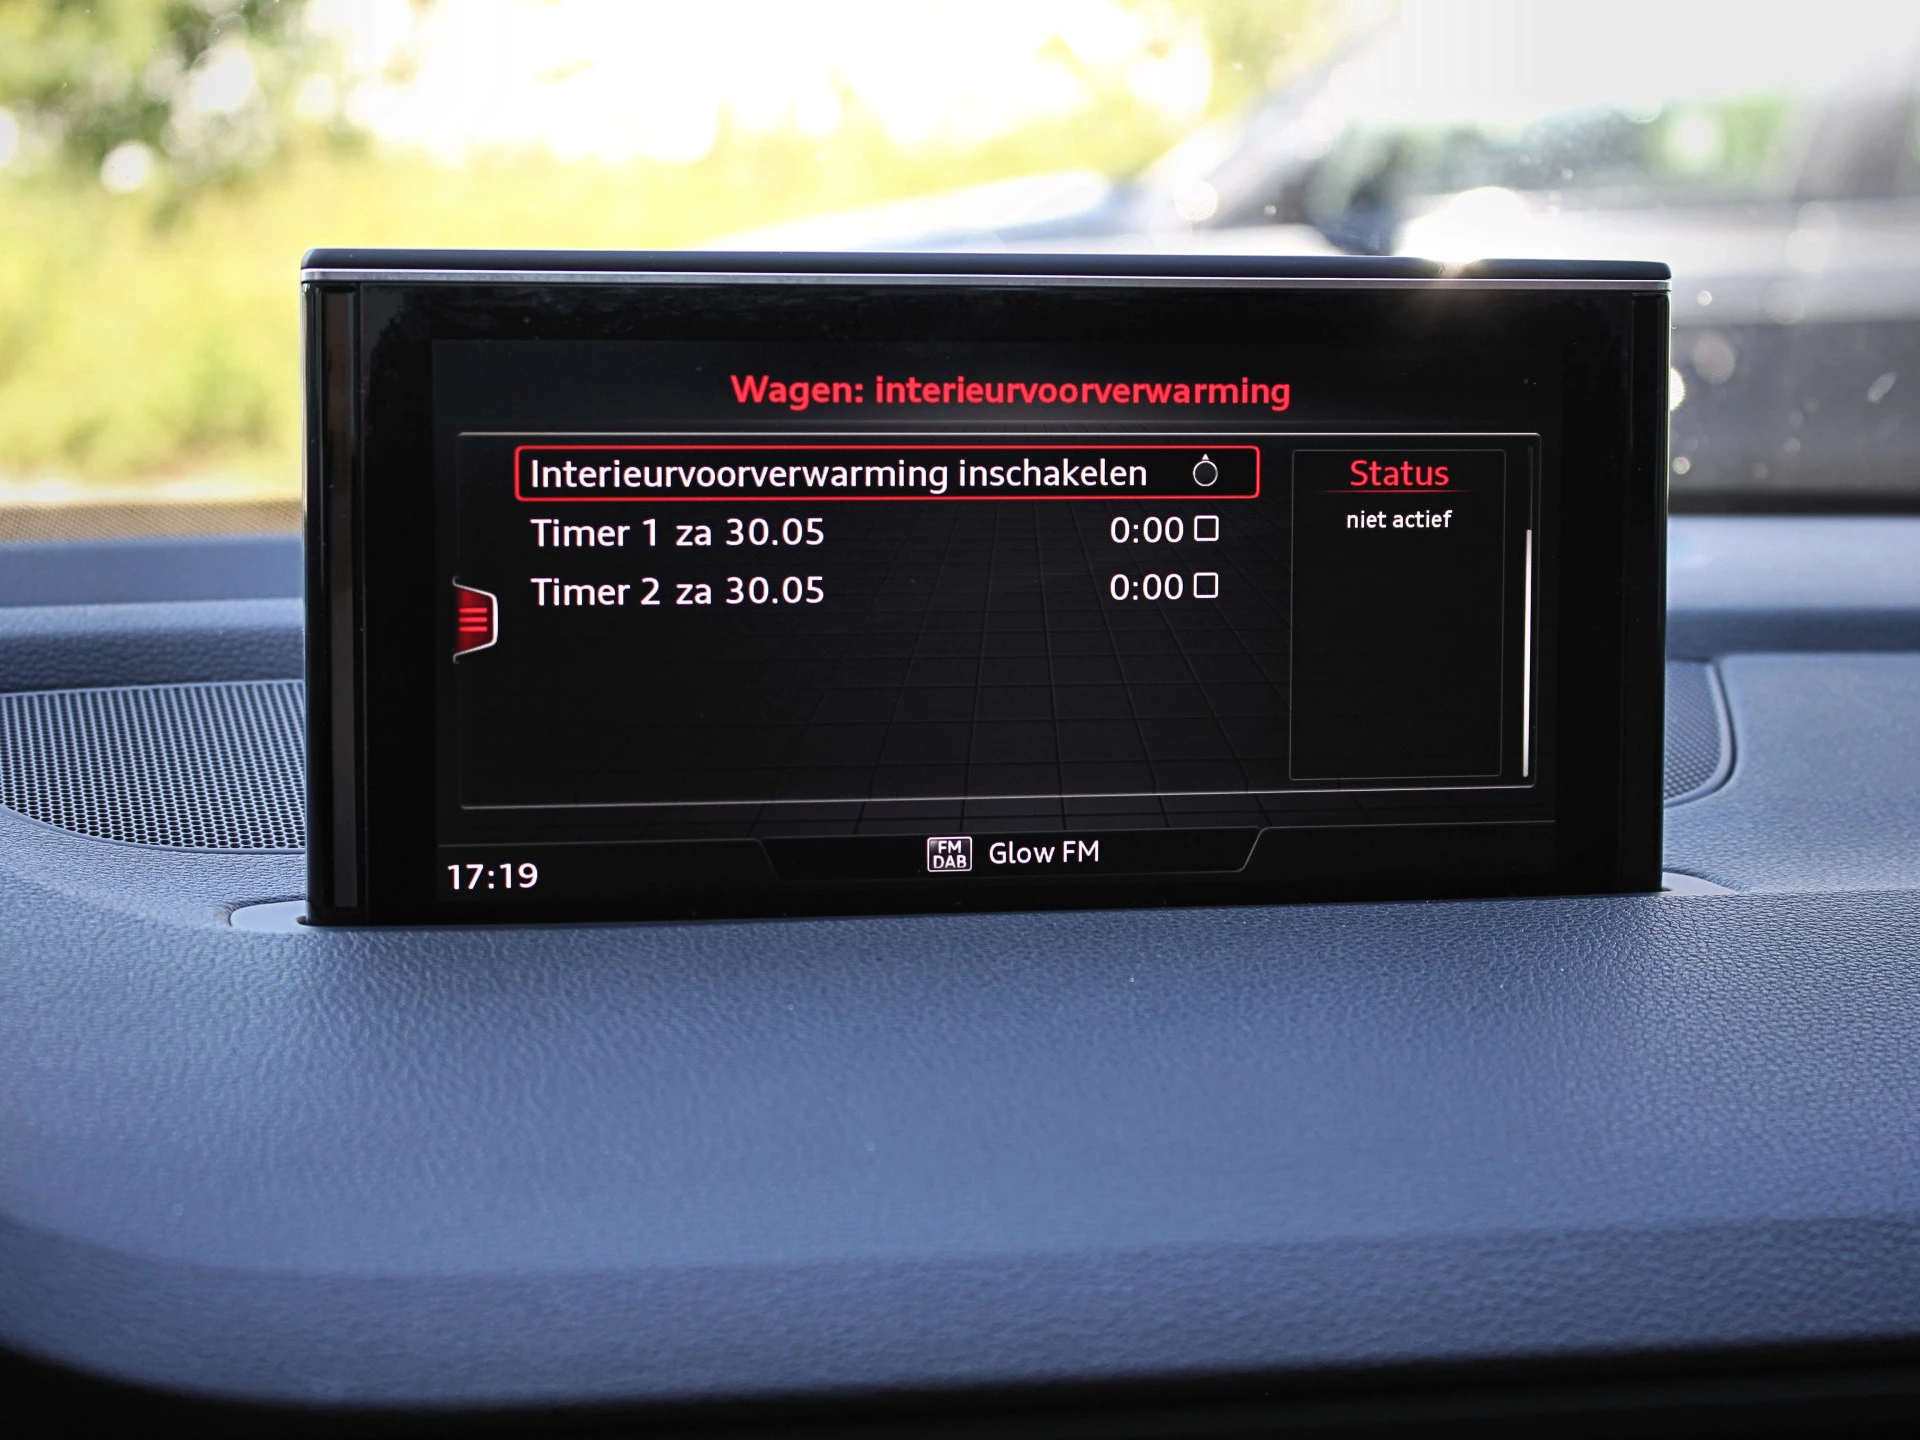 Wagen: interieurvoorverwarming
Interieurvoorverwarming inschakelen
Timer 1 za 30.05 0:00
Timer 2 za 30.05 0:00
Status
niet actief
FM
DAB
Glow FM
17:19